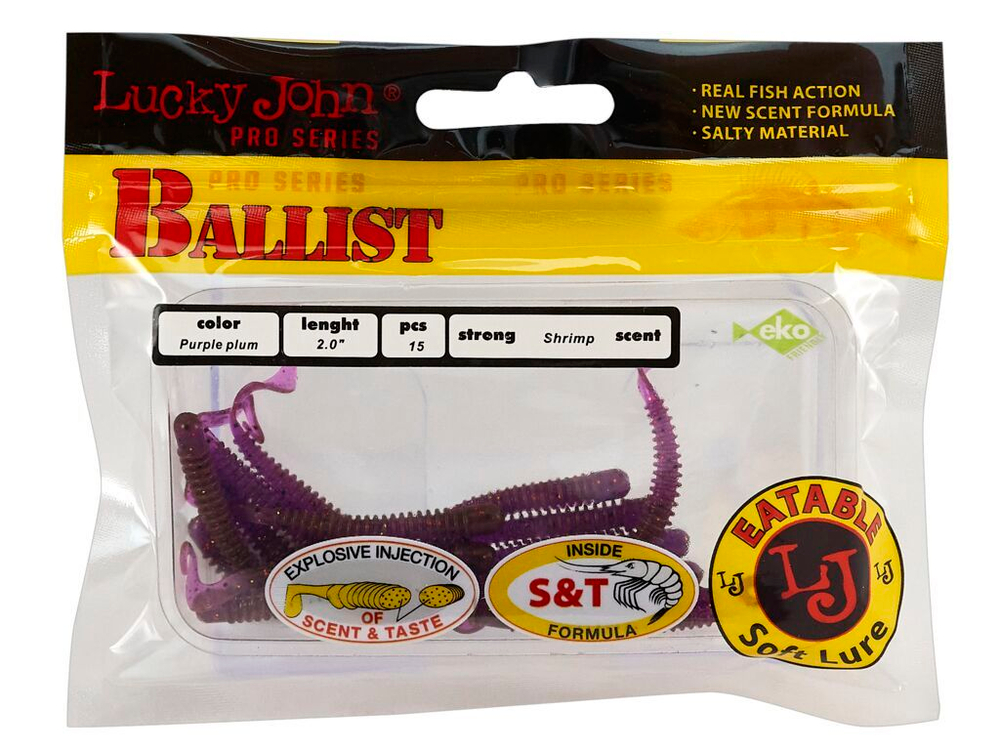 Lucky John®
PRO SERIES
· REAL FISH ACTION
· NEW SCENT FORMULA
· SALTY MATERIAL
PRO SERIES
PRO SERIES
BALLIST
color
Purple plum
lenght
2.0"
pcs
15
strong Shrimp scent
eko
FRIENDLY
EXPLOSIVE INJECTION
OF
SCENT & TASTE
INSIDE
S&T
FORMULA
EATABLE
LJ
LJ
LJ
Soft Lure